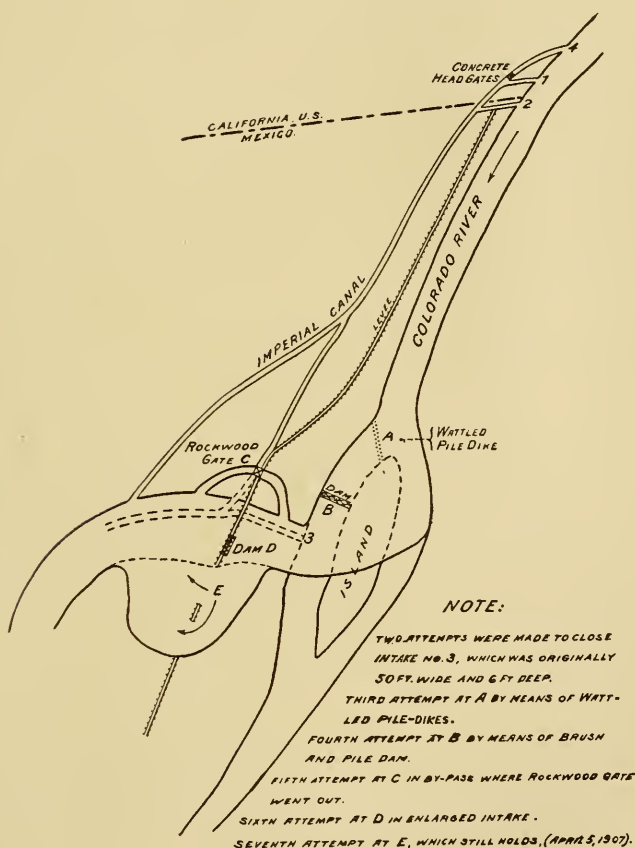 4
CONCRETE
HEAD GATES
1
2
CALIFORNIA, U.S.
MEXICO.
COLORADO RIVER
IMPERIAL CANAL
LEVEE
A
WATTLED
PILE DIKE
ROCKWOOD
GATE C
DAM
B
3
DAM D
ISLAND
E
NOTE:
TWO ATTEMPTS WERE MADE TO CLOSE
INTAKE NO. 3, WHICH WAS ORIGINALLY
50 FT. WIDE AND 6 FT DEEP.
THIRD ATTEMPT AT A BY MEANS OF WATT-
LED PILE-DIKES.
FOURTH ATTEMPT AT B BY MEANS OF BRUSH
AND PILE DAM.
FIFTH ATTEMPT AT C IN BY-PASS WHERE ROCKWOOD GATE
WENT OUT.
SIXTH ATTEMPT AT D IN ENLARGED INTAKE.
SEVENTH ATTEMPT AT E, WHICH STILL HOLDS, (APRIL 5, 1907).